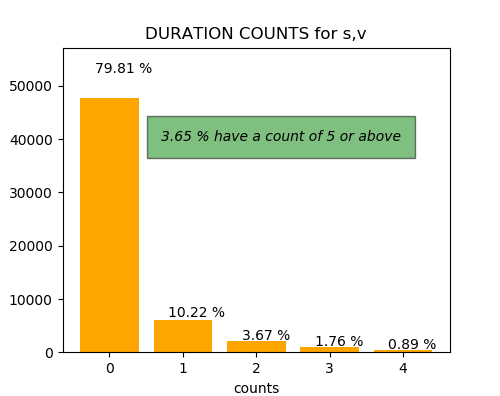 DURATION COUNTS for s,v
79.81 %
50000
3.65 % have a count of 5 or above
40000
30000
20000
10000
10.22 %
3.67 %
1.76 %
0.89 %
0
0 1 2 3 4
counts